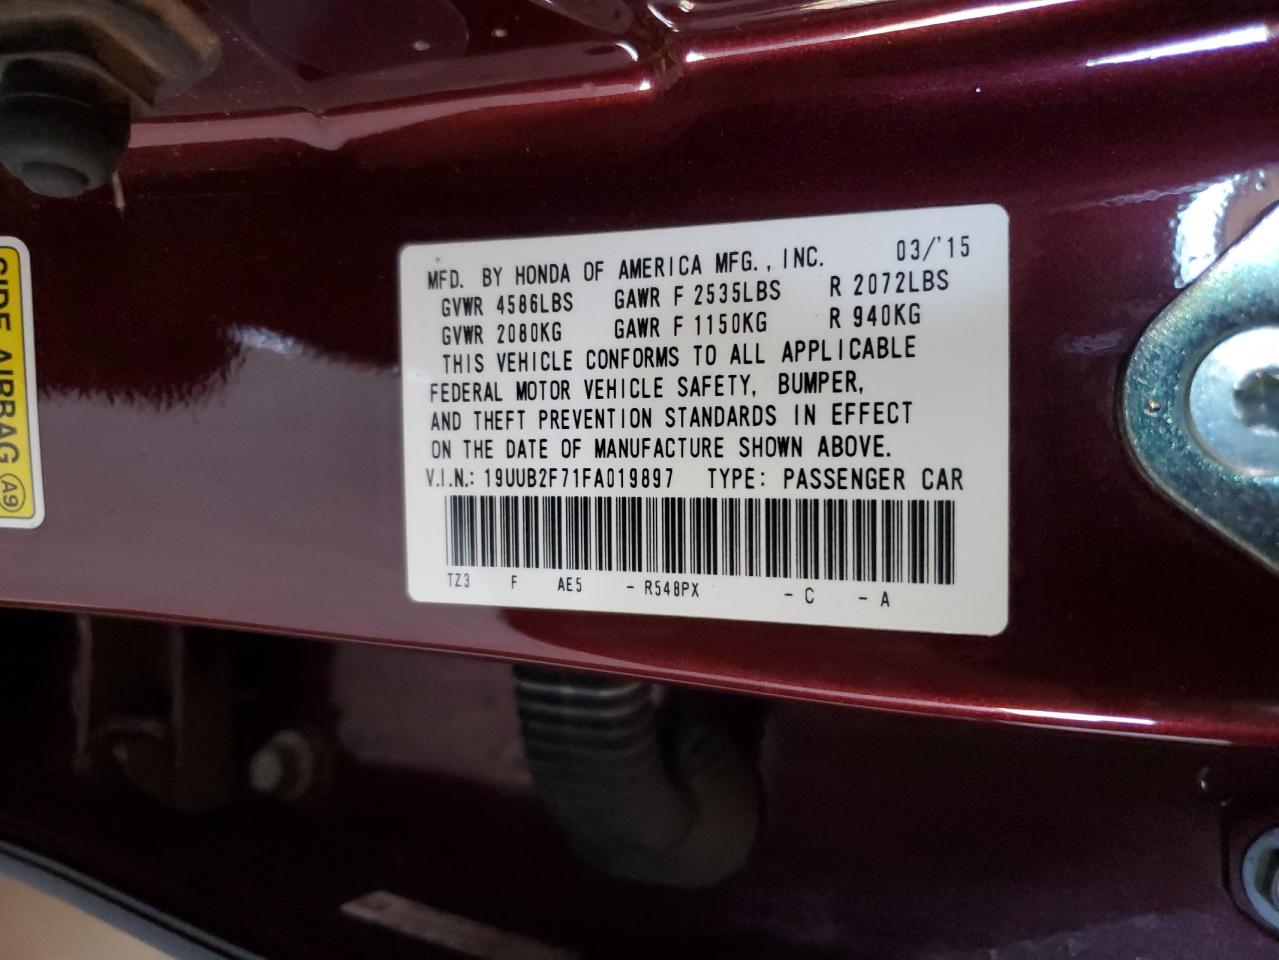 MFD. BY HONDA OF AMERICA MFG., INC. 03/'15
GVWR 4586LBS GAWR F 2535LBS R 2072LBS
GVWR 2080KG GAWR F 1150KG R 940KG
THIS VEHICLE CONFORMS TO ALL APPLICABLE
FEDERAL MOTOR VEHICLE SAFETY, BUMPER,
AND THEFT PREVENTION STANDARDS IN EFFECT
ON THE DATE OF MANUFACTURE SHOWN ABOVE.
V.I.N.: 19UUB2F71FA019897 TYPE: PASSENGER CAR
TZ3 F AE5 - R548PX - C - A
SIDE AIRBAG A9